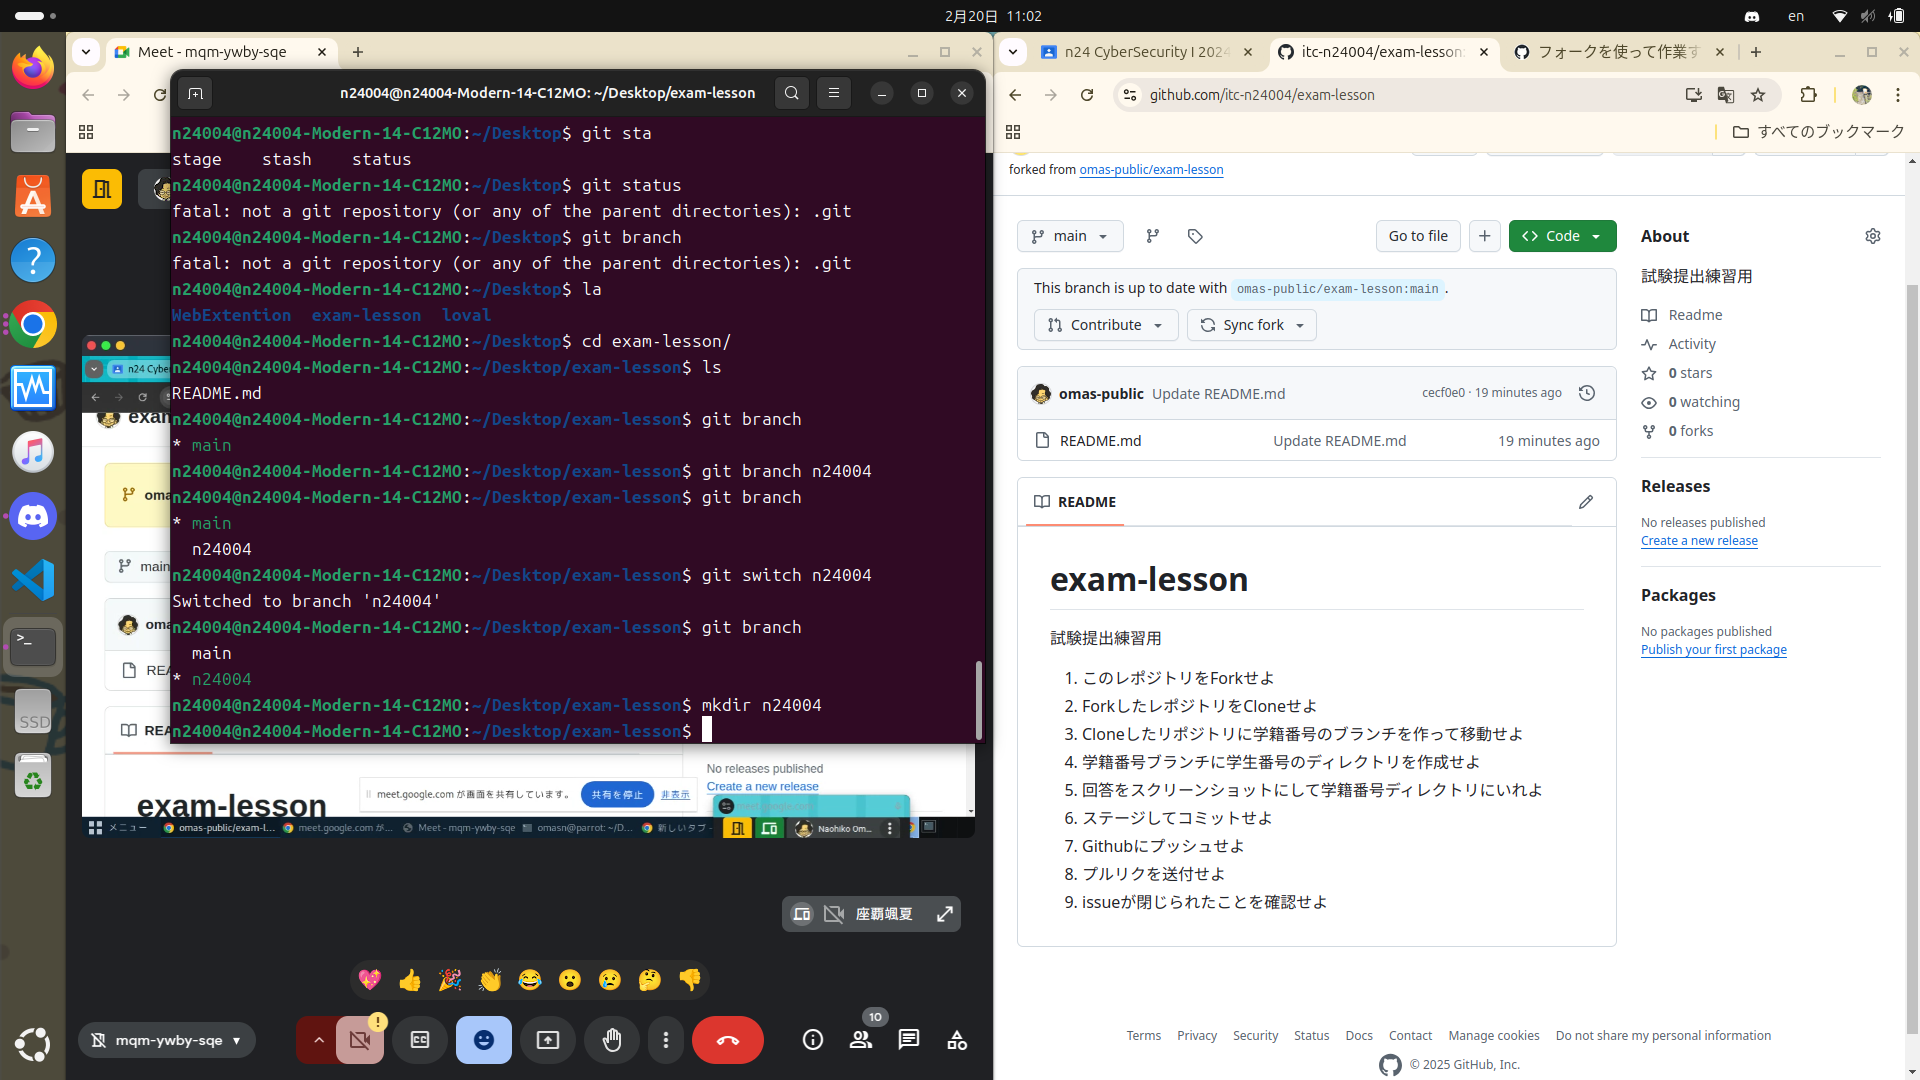 2月20日 11:02
en
Meet - mqm-ywby-sqe
n24004@n24004-Modern-14-C12MO: ~/Desktop/exam-lesson
n24004@n24004-Modern-14-C12MO:~/Desktop$ git sta
stage stash status
n24004@n24004-Modern-14-C12MO:~/Desktop$ git status
fatal: not a git repository (or any of the parent directories): .git
n24004@n24004-Modern-14-C12MO:~/Desktop$ git branch
fatal: not a git repository (or any of the parent directories): .git
n24004@n24004-Modern-14-C12MO:~/Desktop$ la
WebExtention exam-lesson loval
n24004@n24004-Modern-14-C12MO:~/Desktop$ cd exam-lesson/
n24004@n24004-Modern-14-C12MO:~/Desktop/exam-lesson$ ls
README.md
n24004@n24004-Modern-14-C12MO:~/Desktop/exam-lesson$ git branch
* main
n24004@n24004-Modern-14-C12MO:~/Desktop/exam-lesson$ git branch n24004
n24004@n24004-Modern-14-C12MO:~/Desktop/exam-lesson$ git branch
* main
n24004
n24004@n24004-Modern-14-C12MO:~/Desktop/exam-lesson$ git switch n24004
Switched to branch 'n24004'
n24004@n24004-Modern-14-C12MO:~/Desktop/exam-lesson$ git branch
main
* n24004
n24004@n24004-Modern-14-C12MO:~/Desktop/exam-lesson$ mkdir n24004
n24004@n24004-Modern-14-C12MO:~/Desktop/exam-lesson$
n24 Cybe
exam
oma
main
oma
REA
REA
SSD
No releases published
Create a new release
exam-lesson
meet.google.com が画面を共有しています。
共有を停止
非表示
メニュー
omas-public/exam-l...
meet.google.com が...
Meet - mqm-ywby-sqe
omasn@parrot: ~/D...
新しいタブ -
Naohiko Om...
座覇颯夏
10
mqm-ywby-sqe
n24 CyberSecurity I 2024
itc-n24004/exam-lesson:
フォークを使って作業す
github.com/itc-n24004/exam-lesson
すべてのブックマーク
forked from omas-public/exam-lesson
main
Go to file
Code
This branch is up to date with omas-public/exam-lesson:main.
Contribute
Sync fork
omas-public Update README.md
cecf0e0 · 19 minutes ago
README.md
Update README.md
19 minutes ago
README
exam-lesson
試験提出練習用
1. このレポジトリをForkせよ
2. ForkしたレポジトリをCloneせよ
3. Cloneしたリポジトリに学籍番号のブランチを作って移動せよ
4. 学籍番号ブランチに学生番号のディレクトリを作成せよ
5. 回答をスクリーンショットにして学籍番号ディレクトリにいれよ
6. ステージしてコミットせよ
7. Githubにプッシュせよ
8. プルリクを送付せよ
9. issueが閉じられたことを確認せよ
About
試験提出練習用
Readme
Activity
0 stars
0 watching
0 forks
Releases
No releases published
Create a new release
Packages
No packages published
Publish your first package
Terms
Privacy
Security
Status
Docs
Contact
Manage cookies
Do not share my personal information
© 2025 GitHub, Inc.